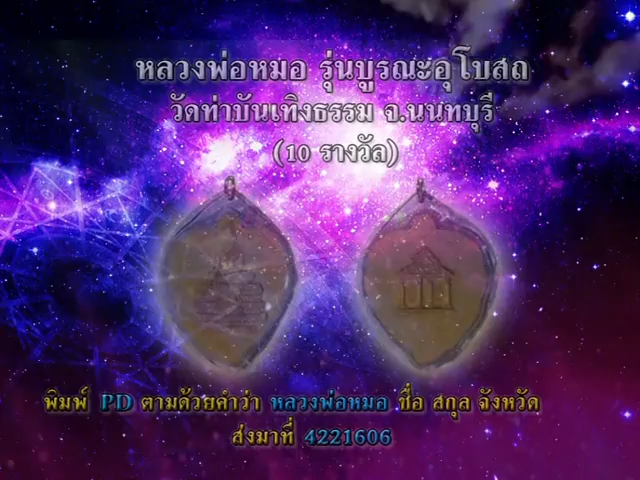 หลวงพ่อหมอ รุ่นบูรณะอุโบสถ
วัดท่าบันเทิงธรรม จ.นนทบุรี
(10 รางวัล)
พิมพ์ PD ตามด้วยคำว่า หลวงพ่อหมอ ชื่อ สกุล จังหวัด
ส่งมาที่ 4221606